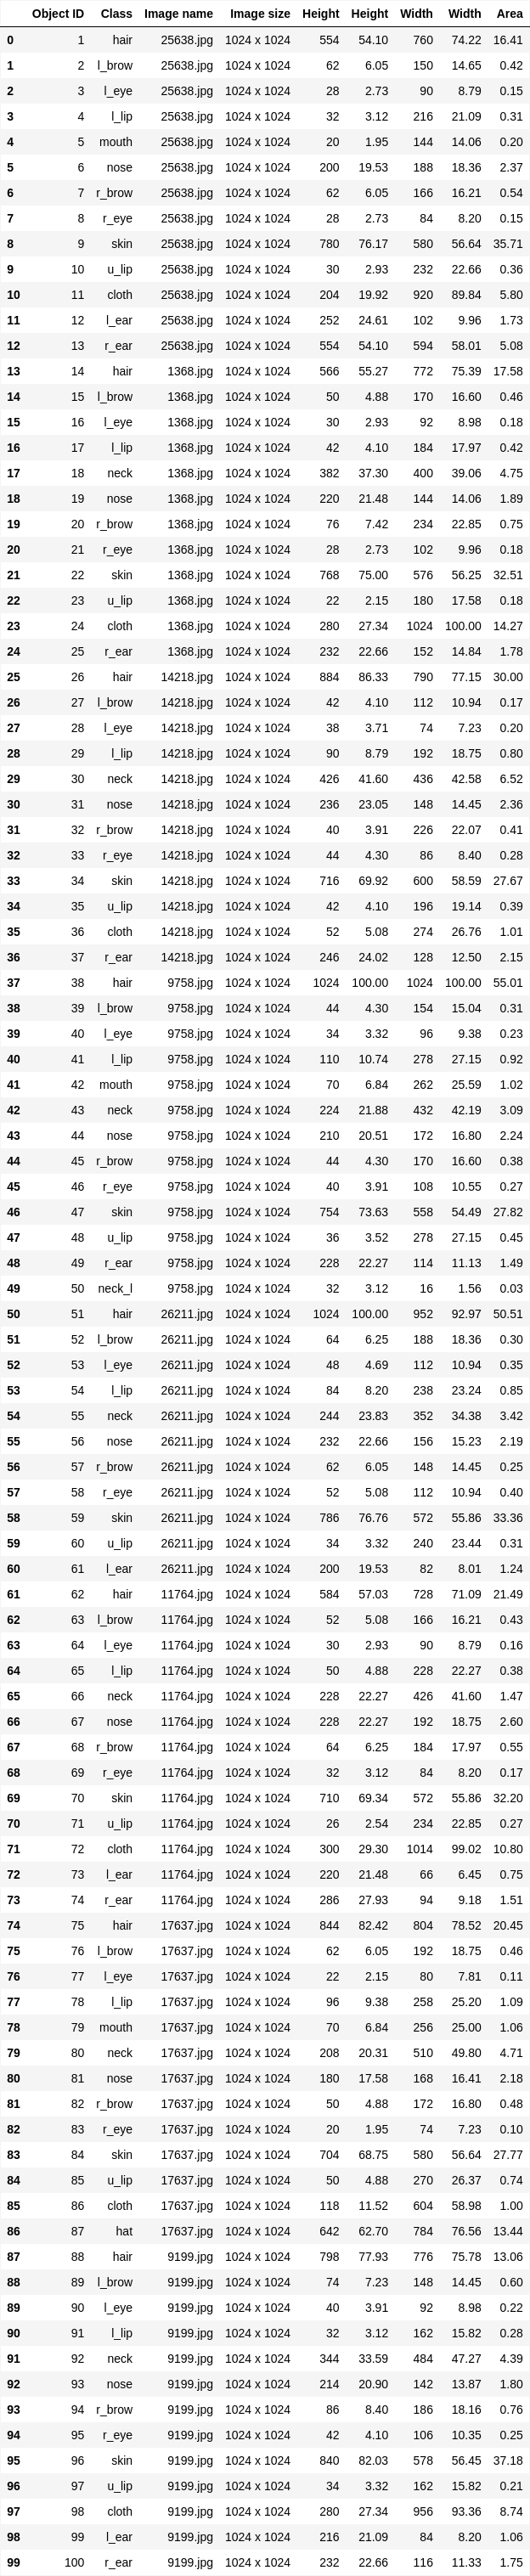 Object ID Class Image name Image size Height Height Width Width Area
0 1 hair 25638.jpg 1024 x 1024 554 54.10 760 74.22 16.41
1 2 l_brow 25638.jpg 1024 x 1024 62 6.05 150 14.65 0.42
2 3 l_eye 25638.jpg 1024 x 1024 28 2.73 90 8.79 0.15
3 4 l_lip 25638.jpg 1024 x 1024 32 3.12 216 21.09 0.31
4 5 mouth 25638.jpg 1024 x 1024 20 1.95 144 14.06 0.20
5 6 nose 25638.jpg 1024 x 1024 200 19.53 188 18.36 2.37
6 7 r_brow 25638.jpg 1024 x 1024 62 6.05 166 16.21 0.54
7 8 r_eye 25638.jpg 1024 x 1024 28 2.73 84 8.20 0.15
8 9 skin 25638.jpg 1024 x 1024 780 76.17 580 56.64 35.71
9 10 u_lip 25638.jpg 1024 x 1024 30 2.93 232 22.66 0.36
10 11 cloth 25638.jpg 1024 x 1024 204 19.92 920 89.84 5.80
11 12 l_ear 25638.jpg 1024 x 1024 252 24.61 102 9.96 1.73
12 13 r_ear 25638.jpg 1024 x 1024 554 54.10 594 58.01 5.08
13 14 hair 1368.jpg 1024 x 1024 566 55.27 772 75.39 17.58
14 15 l_brow 1368.jpg 1024 x 1024 50 4.88 170 16.60 0.46
15 16 l_eye 1368.jpg 1024 x 1024 30 2.93 92 8.98 0.18
16 17 l_lip 1368.jpg 1024 x 1024 42 4.10 184 17.97 0.42
17 18 neck 1368.jpg 1024 x 1024 382 37.30 400 39.06 4.75
18 19 nose 1368.jpg 1024 x 1024 220 21.48 144 14.06 1.89
19 20 r_brow 1368.jpg 1024 x 1024 76 7.42 234 22.85 0.75
20 21 r_eye 1368.jpg 1024 x 1024 28 2.73 102 9.96 0.18
21 22 skin 1368.jpg 1024 x 1024 768 75.00 576 56.25 32.51
22 23 u_lip 1368.jpg 1024 x 1024 22 2.15 180 17.58 0.18
23 24 cloth 1368.jpg 1024 x 1024 280 27.34 1024 100.00 14.27
24 25 r_ear 1368.jpg 1024 x 1024 232 22.66 152 14.84 1.78
25 26 hair 14218.jpg 1024 x 1024 884 86.33 790 77.15 30.00
26 27 l_brow 14218.jpg 1024 x 1024 42 4.10 112 10.94 0.17
27 28 l_eye 14218.jpg 1024 x 1024 38 3.71 74 7.23 0.20
28 29 l_lip 14218.jpg 1024 x 1024 90 8.79 192 18.75 0.80
29 30 neck 14218.jpg 1024 x 1024 426 41.60 436 42.58 6.52
30 31 nose 14218.jpg 1024 x 1024 236 23.05 148 14.45 2.36
31 32 r_brow 14218.jpg 1024 x 1024 40 3.91 226 22.07 0.41
32 33 r_eye 14218.jpg 1024 x 1024 44 4.30 86 8.40 0.28
33 34 skin 14218.jpg 1024 x 1024 716 69.92 600 58.59 27.67
34 35 u_lip 14218.jpg 1024 x 1024 42 4.10 196 19.14 0.39
35 36 cloth 14218.jpg 1024 x 1024 52 5.08 274 26.76 1.01
36 37 r_ear 14218.jpg 1024 x 1024 246 24.02 128 12.50 2.15
37 38 hair 9758.jpg 1024 x 1024 1024 100.00 1024 100.00 55.01
38 39 l_brow 9758.jpg 1024 x 1024 44 4.30 154 15.04 0.31
39 40 l_eye 9758.jpg 1024 x 1024 34 3.32 96 9.38 0.23
40 41 l_lip 9758.jpg 1024 x 1024 110 10.74 278 27.15 0.92
41 42 mouth 9758.jpg 1024 x 1024 70 6.84 262 25.59 1.02
42 43 neck 9758.jpg 1024 x 1024 224 21.88 432 42.19 3.09
43 44 nose 9758.jpg 1024 x 1024 210 20.51 172 16.80 2.24
44 45 r_brow 9758.jpg 1024 x 1024 44 4.30 170 16.60 0.38
45 46 r_eye 9758.jpg 1024 x 1024 40 3.91 108 10.55 0.27
46 47 skin 9758.jpg 1024 x 1024 754 73.63 558 54.49 27.82
47 48 u_lip 9758.jpg 1024 x 1024 36 3.52 278 27.15 0.45
48 49 r_ear 9758.jpg 1024 x 1024 228 22.27 114 11.13 1.49
49 50 neck_l 9758.jpg 1024 x 1024 32 3.12 16 1.56 0.03
50 51 hair 26211.jpg 1024 x 1024 1024 100.00 952 92.97 50.51
51 52 l_brow 26211.jpg 1024 x 1024 64 6.25 188 18.36 0.30
52 53 l_eye 26211.jpg 1024 x 1024 48 4.69 112 10.94 0.35
53 54 l_lip 26211.jpg 1024 x 1024 84 8.20 238 23.24 0.85
54 55 neck 26211.jpg 1024 x 1024 244 23.83 352 34.38 3.42
55 56 nose 26211.jpg 1024 x 1024 232 22.66 156 15.23 2.19
56 57 r_brow 26211.jpg 1024 x 1024 62 6.05 148 14.45 0.25
57 58 r_eye 26211.jpg 1024 x 1024 52 5.08 112 10.94 0.40
58 59 skin 26211.jpg 1024 x 1024 786 76.76 572 55.86 33.36
59 60 u_lip 26211.jpg 1024 x 1024 34 3.32 240 23.44 0.31
60 61 l_ear 26211.jpg 1024 x 1024 200 19.53 82 8.01 1.24
61 62 hair 11764.jpg 1024 x 1024 584 57.03 728 71.09 21.49
62 63 l_brow 11764.jpg 1024 x 1024 52 5.08 166 16.21 0.43
63 64 l_eye 11764.jpg 1024 x 1024 30 2.93 90 8.79 0.16
64 65 l_lip 11764.jpg 1024 x 1024 50 4.88 228 22.27 0.38
65 66 neck 11764.jpg 1024 x 1024 228 22.27 426 41.60 1.47
66 67 nose 11764.jpg 1024 x 1024 228 22.27 192 18.75 2.60
67 68 r_brow 11764.jpg 1024 x 1024 64 6.25 184 17.97 0.55
68 69 r_eye 11764.jpg 1024 x 1024 32 3.12 84 8.20 0.17
69 70 skin 11764.jpg 1024 x 1024 710 69.34 572 55.86 32.20
70 71 u_lip 11764.jpg 1024 x 1024 26 2.54 234 22.85 0.27
71 72 cloth 11764.jpg 1024 x 1024 300 29.30 1014 99.02 10.80
72 73 l_ear 11764.jpg 1024 x 1024 220 21.48 66 6.45 0.75
73 74 r_ear 11764.jpg 1024 x 1024 286 27.93 94 9.18 1.51
74 75 hair 17637.jpg 1024 x 1024 844 82.42 804 78.52 20.45
75 76 l_brow 17637.jpg 1024 x 1024 62 6.05 192 18.75 0.46
76 77 l_eye 17637.jpg 1024 x 1024 22 2.15 80 7.81 0.11
77 78 l_lip 17637.jpg 1024 x 1024 96 9.38 258 25.20 1.09
78 79 mouth 17637.jpg 1024 x 1024 70 6.84 256 25.00 1.06
79 80 neck 17637.jpg 1024 x 1024 208 20.31 510 49.80 4.71
80 81 nose 17637.jpg 1024 x 1024 180 17.58 168 16.41 2.18
81 82 r_brow 17637.jpg 1024 x 1024 50 4.88 172 16.80 0.48
82 83 r_eye 17637.jpg 1024 x 1024 20 1.95 74 7.23 0.10
83 84 skin 17637.jpg 1024 x 1024 704 68.75 580 56.64 27.77
84 85 u_lip 17637.jpg 1024 x 1024 50 4.88 270 26.37 0.74
85 86 cloth 17637.jpg 1024 x 1024 118 11.52 604 58.98 1.00
86 87 hat 17637.jpg 1024 x 1024 642 62.70 784 76.56 13.44
87 88 hair 9199.jpg 1024 x 1024 798 77.93 776 75.78 13.06
88 89 l_brow 9199.jpg 1024 x 1024 74 7.23 148 14.45 0.60
89 90 l_eye 9199.jpg 1024 x 1024 40 3.91 92 8.98 0.22
90 91 l_lip 9199.jpg 1024 x 1024 32 3.12 162 15.82 0.28
91 92 neck 9199.jpg 1024 x 1024 344 33.59 484 47.27 4.39
92 93 nose 9199.jpg 1024 x 1024 214 20.90 142 13.87 1.80
93 94 r_brow 9199.jpg 1024 x 1024 86 8.40 186 18.16 0.76
94 95 r_eye 9199.jpg 1024 x 1024 42 4.10 106 10.35 0.25
95 96 skin 9199.jpg 1024 x 1024 840 82.03 578 56.45 37.18
96 97 u_lip 9199.jpg 1024 x 1024 34 3.32 162 15.82 0.21
97 98 cloth 9199.jpg 1024 x 1024 280 27.34 956 93.36 8.74
98 99 l_ear 9199.jpg 1024 x 1024 216 21.09 84 8.20 1.06
99 100 r_ear 9199.jpg 1024 x 1024 232 22.66 116 11.33 1.75